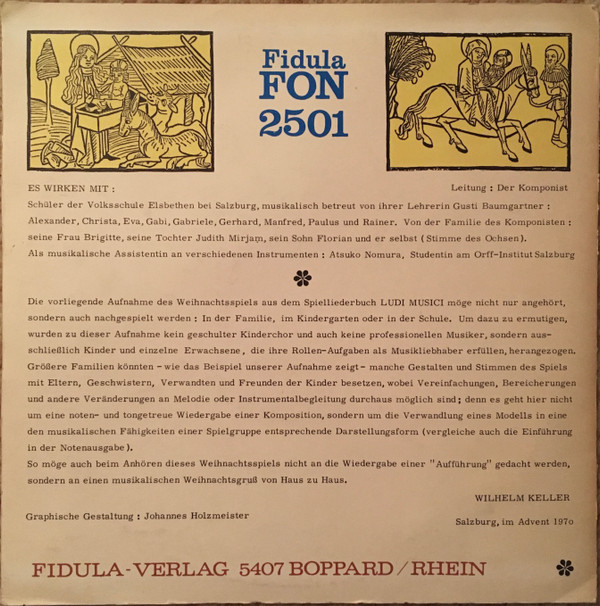 Fidula
FON
2501
ES WIRKEN MIT :
Leitung : Der Komponist
Schüler der Volksschule Elsbethen bei Salzburg, musikalisch betreut von ihrer Lehrerin Gusti Baumgartner :
Alexander, Christa, Eva, Gabi, Gabriele, Gerhard, Manfred, Paulus und Rainer. Von der Familie des Komponisten :
seine Frau Brigitte, seine Tochter Judith Mirjam, sein Sohn Florian und er selbst (Stimme des Ochsen).
Als musikalische Assistentin an verschiedenen Instrumenten : Atsuko Nomura, Studentin am Orff-Institut Salzburg
Die vorliegende Aufnahme des Weihnachtsspiels aus dem Spielliederbuch LUDI MUSICI möge nicht nur angehört,
sondern auch nachgespielt werden : In der Familie, im Kindergarten oder in der Schule. Um dazu zu ermutigen,
wurden zu dieser Aufnahme kein geschulter Kinderchor und auch keine professionellen Musiker, sondern aus-
schließlich Kinder und einzelne Erwachsene, die ihre Rollen-Aufgaben als Musikliebhaber erfüllen, herangezogen.
Größere Familien könnten - wie das Beispiel unserer Aufnahme zeigt - manche Gestalten und Stimmen des Spiels
mit Eltern, Geschwistern, Verwandten und Freunden der Kinder besetzen, wobei Vereinfachungen, Bereicherungen
und andere Veränderungen an Melodie oder Instrumentalbegleitung durchaus möglich sind ; denn es geht hier nicht
um eine noten- und tongetreue Wiedergabe einer Komposition, sondern um die Verwandlung eines Modells in eine
den musikalischen Fähigkeiten einer Spielgruppe entsprechende Darstellungsform (vergleiche auch die Einführung
in der Notenausgabe).
So möge auch beim Anhören dieses Weihnachtsspiels nicht an die Wiedergabe einer "Aufführung" gedacht werden,
sondern an einen musikalischen Weihnachtsgruß von Haus zu Haus.
WILHELM KELLER
Graphische Gestaltung : Johannes Holzmeister
Salzburg, im Advent 1970
FIDULA-VERLAG 5407 BOPPARD / RHEIN